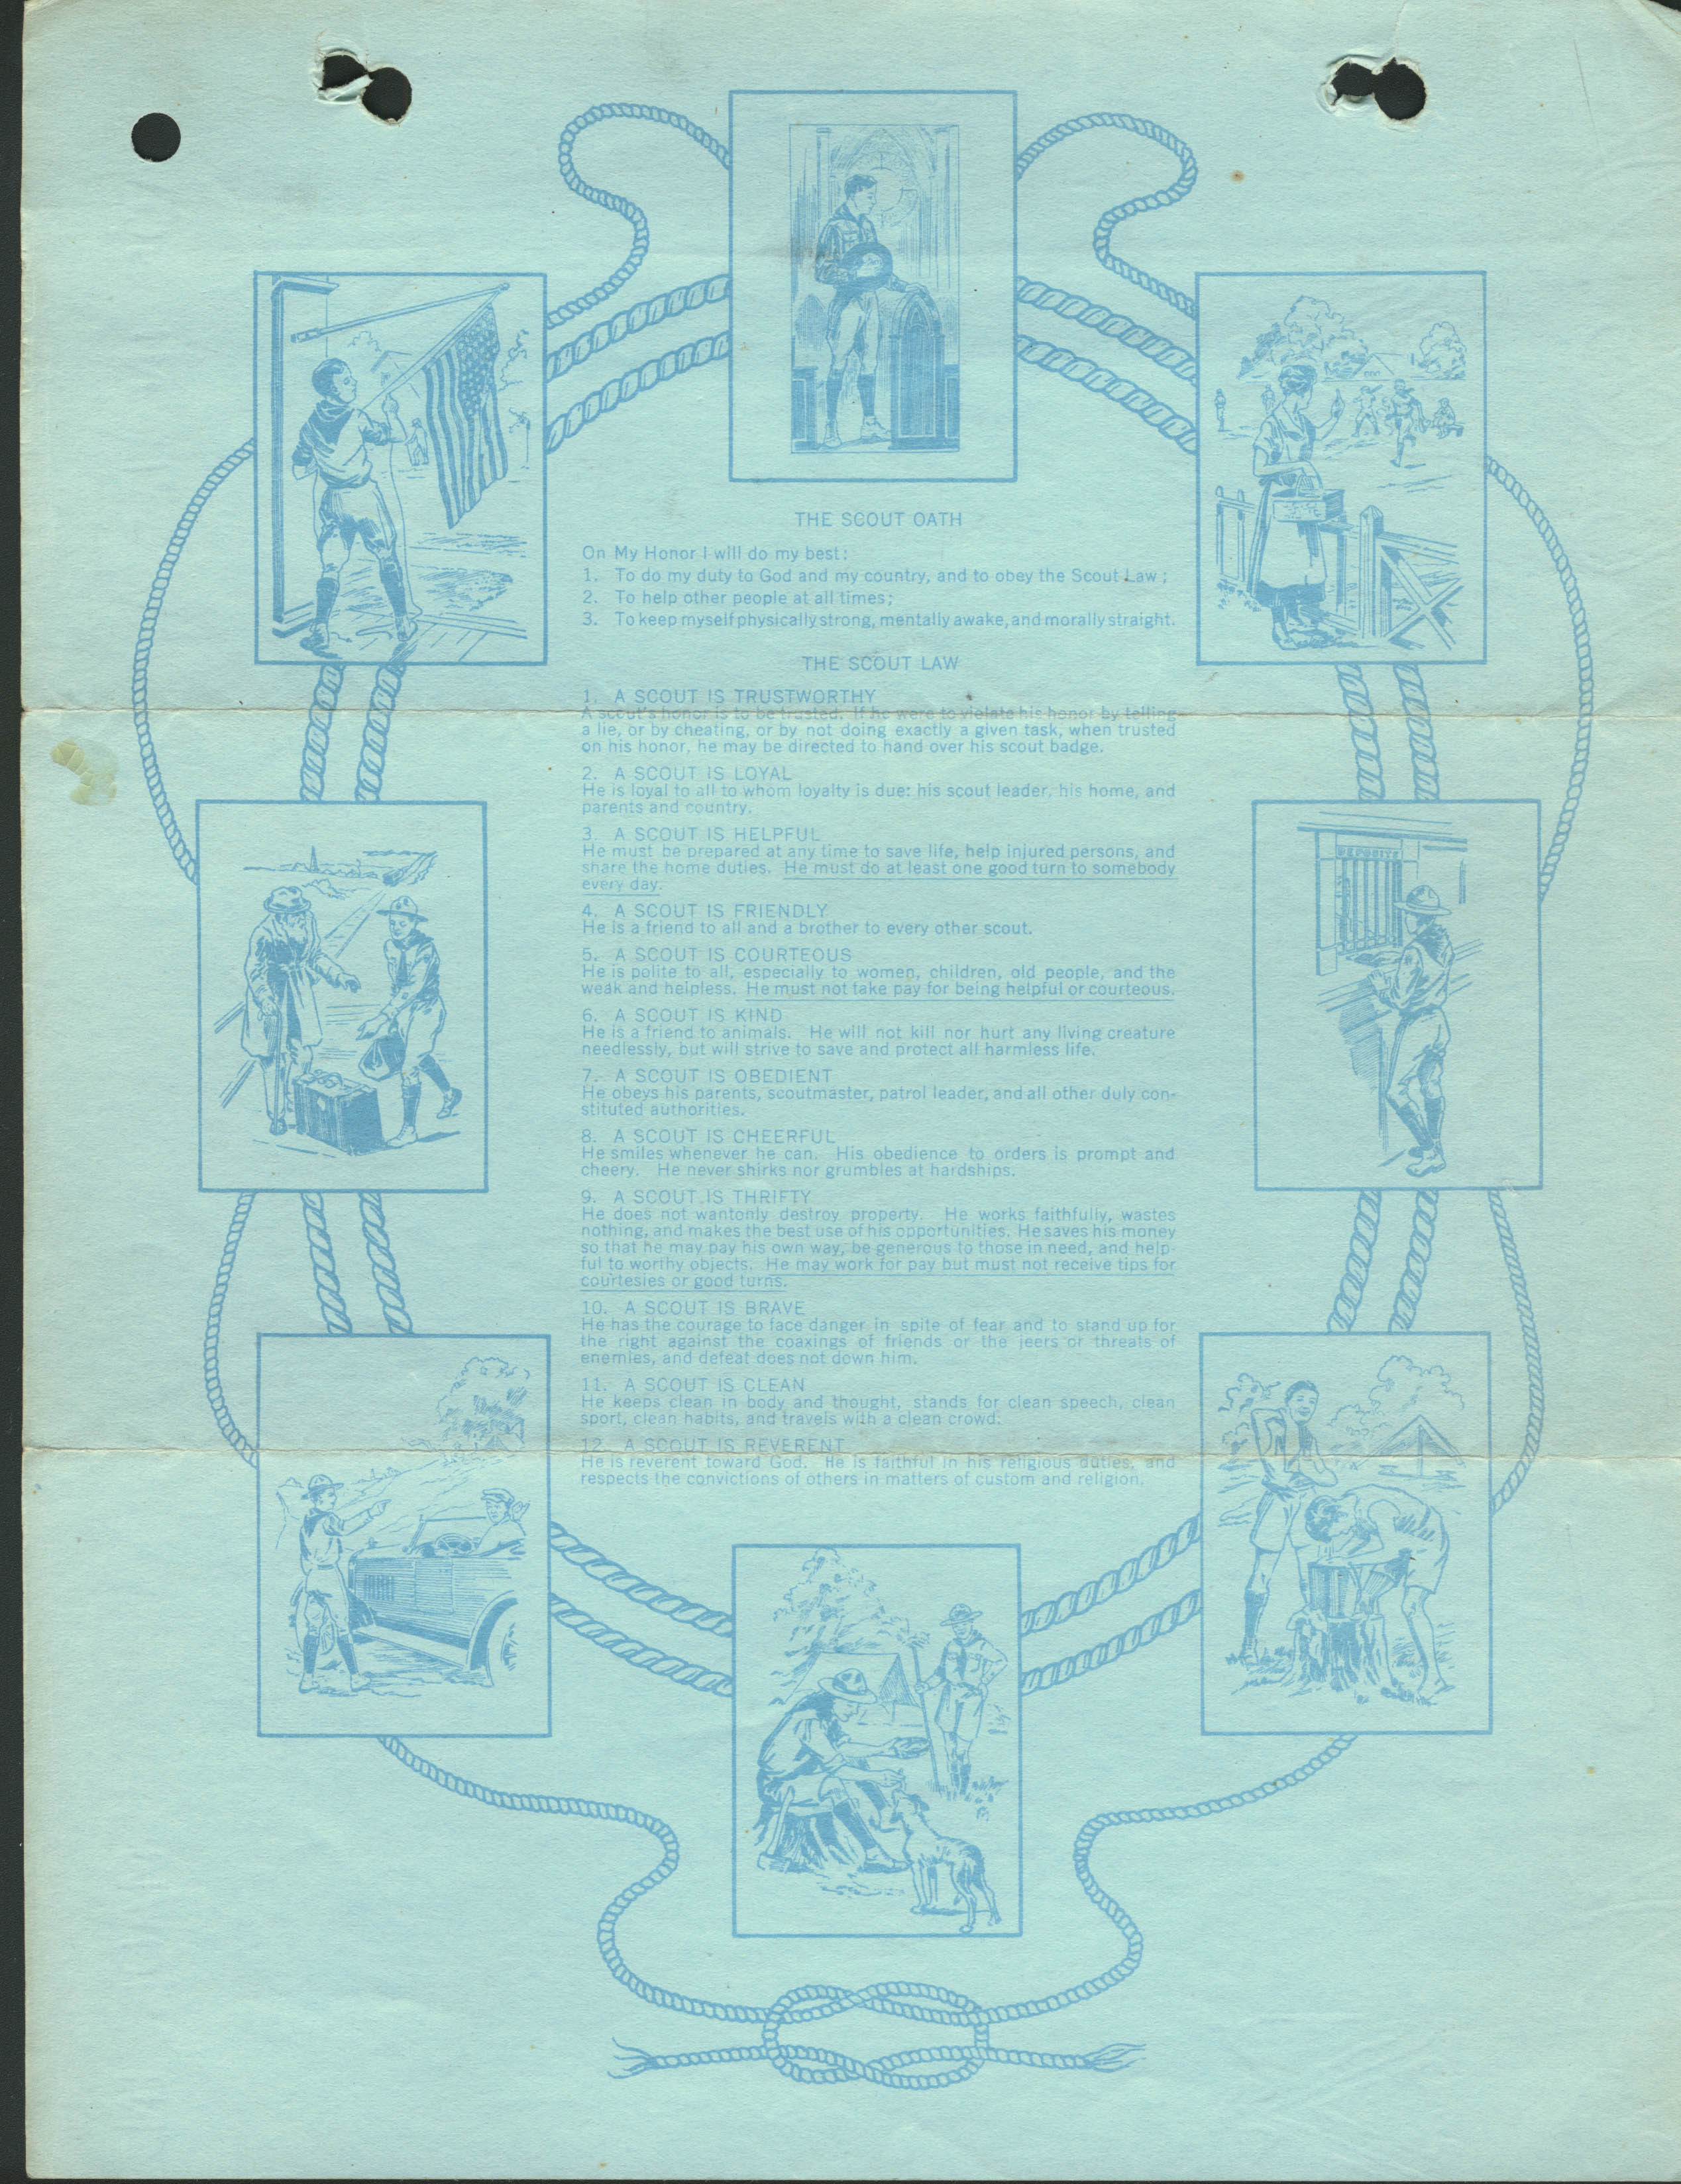 THE SCOUT OATH
On My Honor I will do my best:
1. To do my duty to God and my country, and to obey the Scout Law;
2. To help other people at all times;
3. To keep myself physically strong, mentally awake, and morally straight.
THE SCOUT LAW
1. A SCOUT IS TRUSTWORTHY
A scout's honor is to be trusted. If he were to violate his honor by telling
a lie, or by cheating, or by not doing exactly a given task, when trusted
on his honor, he may be directed to hand over his scout badge.
2. A SCOUT IS LOYAL
He is loyal to all to whom loyalty is due: his scout leader, his home, and
parents and country.
3. A SCOUT IS HELPFUL
He must be prepared at any time to save life, help injured persons, and
share the home duties. He must do at least one good turn to somebody
every day.
4. A SCOUT IS FRIENDLY
He is a friend to all and a brother to every other scout.
5. A SCOUT IS COURTEOUS
He is polite to all, especially to women, children, old people, and the
weak and helpless. He must not take pay for being helpful or courteous.
6. A SCOUT IS KIND
He is a friend to animals. He will not kill nor hurt any living creature
needlessly, but will strive to save and protect all harmless life.
7. A SCOUT IS OBEDIENT
He obeys his parents, scoutmaster, patrol leader, and all other duly con-
stituted authorities.
8. A SCOUT IS CHEERFUL
He smiles whenever he can. His obedience to orders is prompt and
cheery. He never shirks nor grumbles at hardships.
9. A SCOUT IS THRIFTY
He does not wantonly destroy property. He works faithfully, wastes
nothing, and makes the best use of his opportunities. He saves his money
so that he may pay his own way, be generous to those in need, and help-
ful to worthy objects. He may work for pay but must not receive tips for
courtesies or good turns.
10. A SCOUT IS BRAVE
He has the courage to face danger in spite of fear and to stand up for
the right against the coaxings of friends or the jeers or threats of
enemies, and defeat does not down him.
11. A SCOUT IS CLEAN
He keeps clean in body and thought, stands for clean speech, clean
sport, clean habits, and travels with a clean crowd.
12. A SCOUT IS REVERENT
He is reverent toward God. He is faithful in his religious duties, and
respects the convictions of others in matters of custom and religion.
DEPOSITS